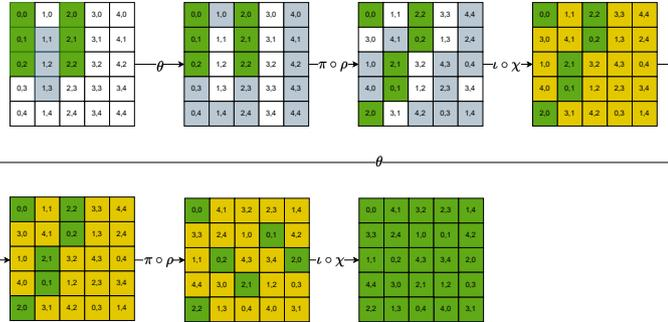 0,0 1,0 2,0 3,0 4,0 0,0 1,0 2,0 3,0 4,0 0,0 1,1 2,2 3,3 4,4 0,0 1,1 2,2 3,3 4,4
0,1 1,1 2,1 3,1 4,1 0,1 1,1 2,1 3,1 4,1 3,0 4,1 0,2 1,3 2,4 3,0 4,1 0,2 1,3 2,4
0,2 1,2 2,2 3,2 4,2 θ 0,2 1,2 2,2 3,2 4,2 π ∘ ρ 1,0 2,1 3,2 4,3 0,4 ι ∘ χ 1,0 2,1 3,2 4,3 0,4
0,3 1,3 2,3 3,3 4,3 0,3 1,3 2,3 3,3 4,3 4,0 0,1 1,2 2,3 3,4 4,0 0,1 1,2 2,3 3,4
0,4 1,4 2,4 3,4 4,4 0,4 1,4 2,4 3,4 4,4 2,0 3,1 4,2 0,3 1,4 2,0 3,1 4,2 0,3 1,4
θ
0,0 1,1 2,2 3,3 4,4 0,0 4,1 3,2 2,3 1,4 0,0 4,1 3,2 2,3 1,4
3,0 4,1 0,2 1,3 2,4 3,3 2,4 1,0 0,1 4,2 3,3 2,4 1,0 0,1 4,2
1,0 2,1 3,2 4,3 0,4 π ∘ ρ 1,1 0,2 4,3 3,4 2,0 ι ∘ χ 1,1 0,2 4,3 3,4 2,0
4,0 0,1 1,2 2,3 3,4 4,4 3,0 2,1 1,2 0,3 4,4 3,0 2,1 1,2 0,3
2,0 3,1 4,2 0,3 1,4 2,2 1,3 0,4 4,0 3,1 2,2 1,3 0,4 4,0 3,1